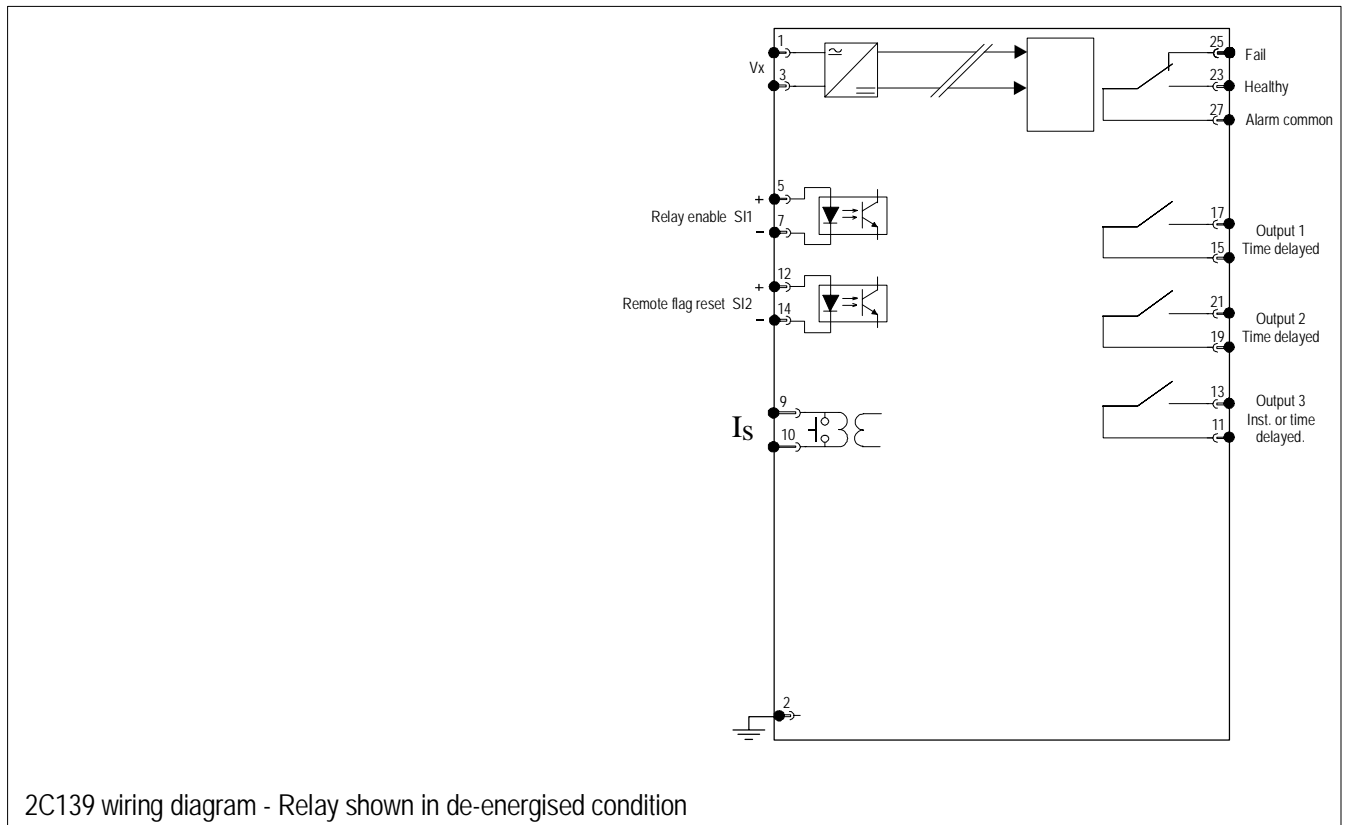 1
Vx
3
25
Fail
23
Healthy
27
Alarm common
5
+
Relay enable SI1
7
−
17
Output 1
Time delayed
15
12
+
Remote flag reset SI2
14
−
21
Output 2
Time delayed
19
9
Is
10
13
Output 3
Inst. or time
delayed.
11
2
2C139 wiring diagram - Relay shown in de-energised condition